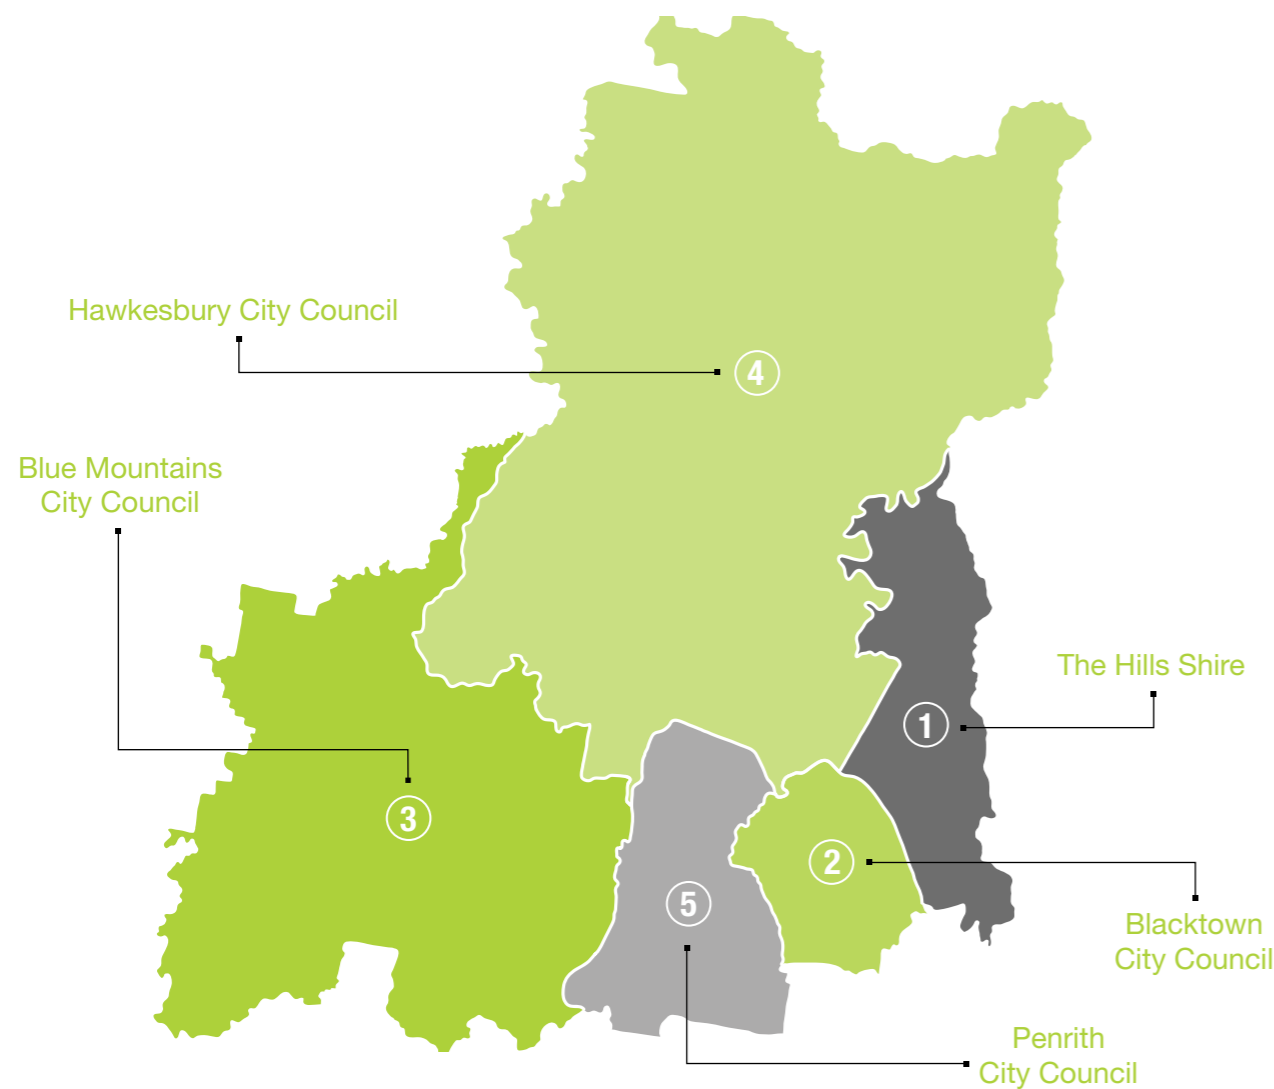 Hawkesbury City Council
4
Blue Mountains
City Council
The Hills Shire
1
3
2
5
Blacktown
City Council
Penrith
City Council